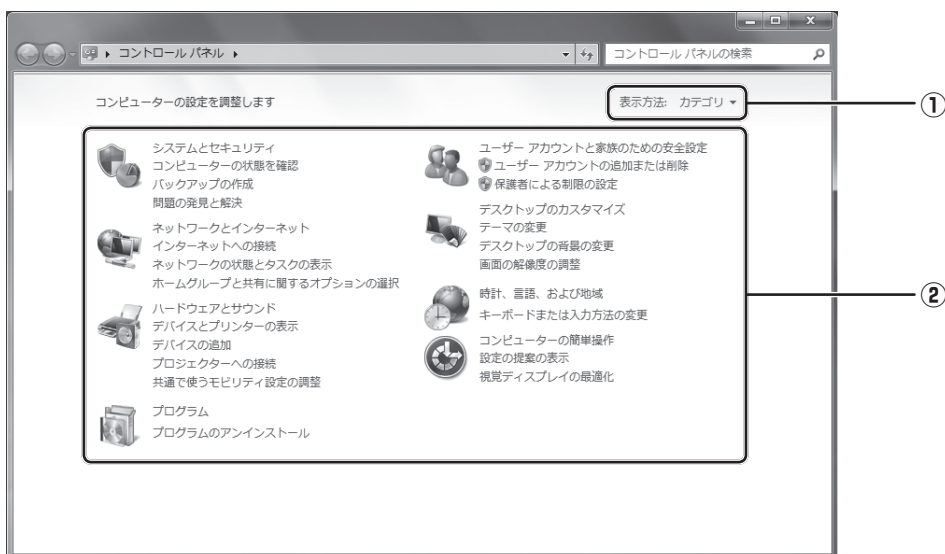 コントロール パネル
コントロール パネルの検索
コンピューターの設定を調整します
表示方法: カテゴリ
①
システムとセキュリティ
コンピューターの状態を確認
バックアップの作成
問題の発見と解決
ネットワークとインターネット
インターネットへの接続
ネットワークの状態とタスクの表示
ホームグループと共有に関するオプションの選択
ハードウェアとサウンド
デバイスとプリンターの表示
デバイスの追加
プロジェクターへの接続
共通で使うモビリティ設定の調整
プログラム
プログラムのアンインストール
ユーザー アカウントと家族のための安全設定
ユーザー アカウントの追加または削除
保護者による制限の設定
デスクトップのカスタマイズ
テーマの変更
デスクトップの背景の変更
画面の解像度の調整
時計、言語、および地域
キーボードまたは入力方法の変更
コンピューターの簡単操作
設定の提案の表示
視覚ディスプレイの最適化
②